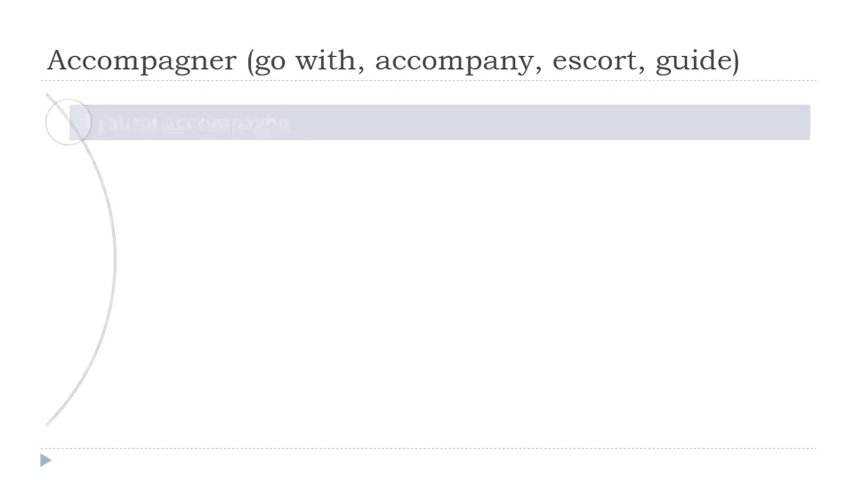 Accompagner (go with, accompany, escort, guide)
j'aurai accompagné